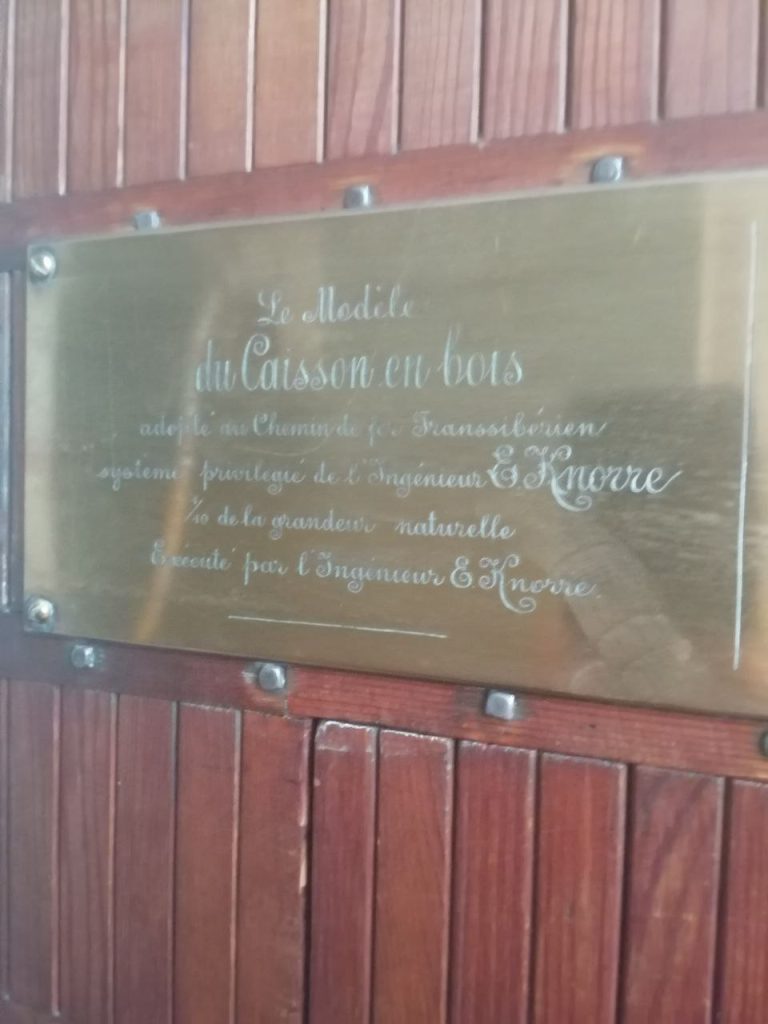 Le Modèle
du Caisson en bois
adopté au Chemin de fer Transsibérien
système privilegié de l'Ingénieur E. Knorre
1/10 de la grandeur naturelle
Exécuté par l'Ingénieur E. Knorre.